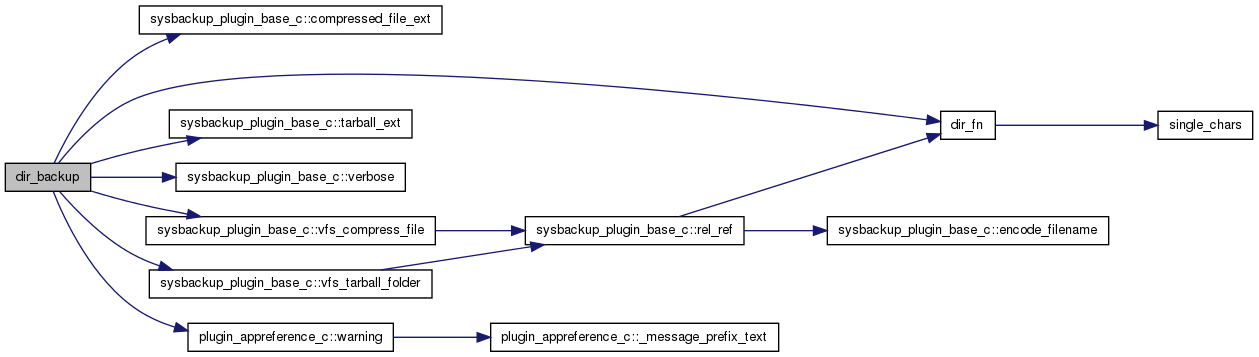 sysbackup_plugin_base_c::compressed_file_ext
sysbackup_plugin_base_c::tarball_ext
dir_fn
single_chars
dir_backup
sysbackup_plugin_base_c::verbose
sysbackup_plugin_base_c::vfs_compress_file
sysbackup_plugin_base_c::rel_ref
sysbackup_plugin_base_c::encode_filename
sysbackup_plugin_base_c::vfs_tarball_folder
plugin_appreference_c::warning
plugin_appreference_c::_message_prefix_text